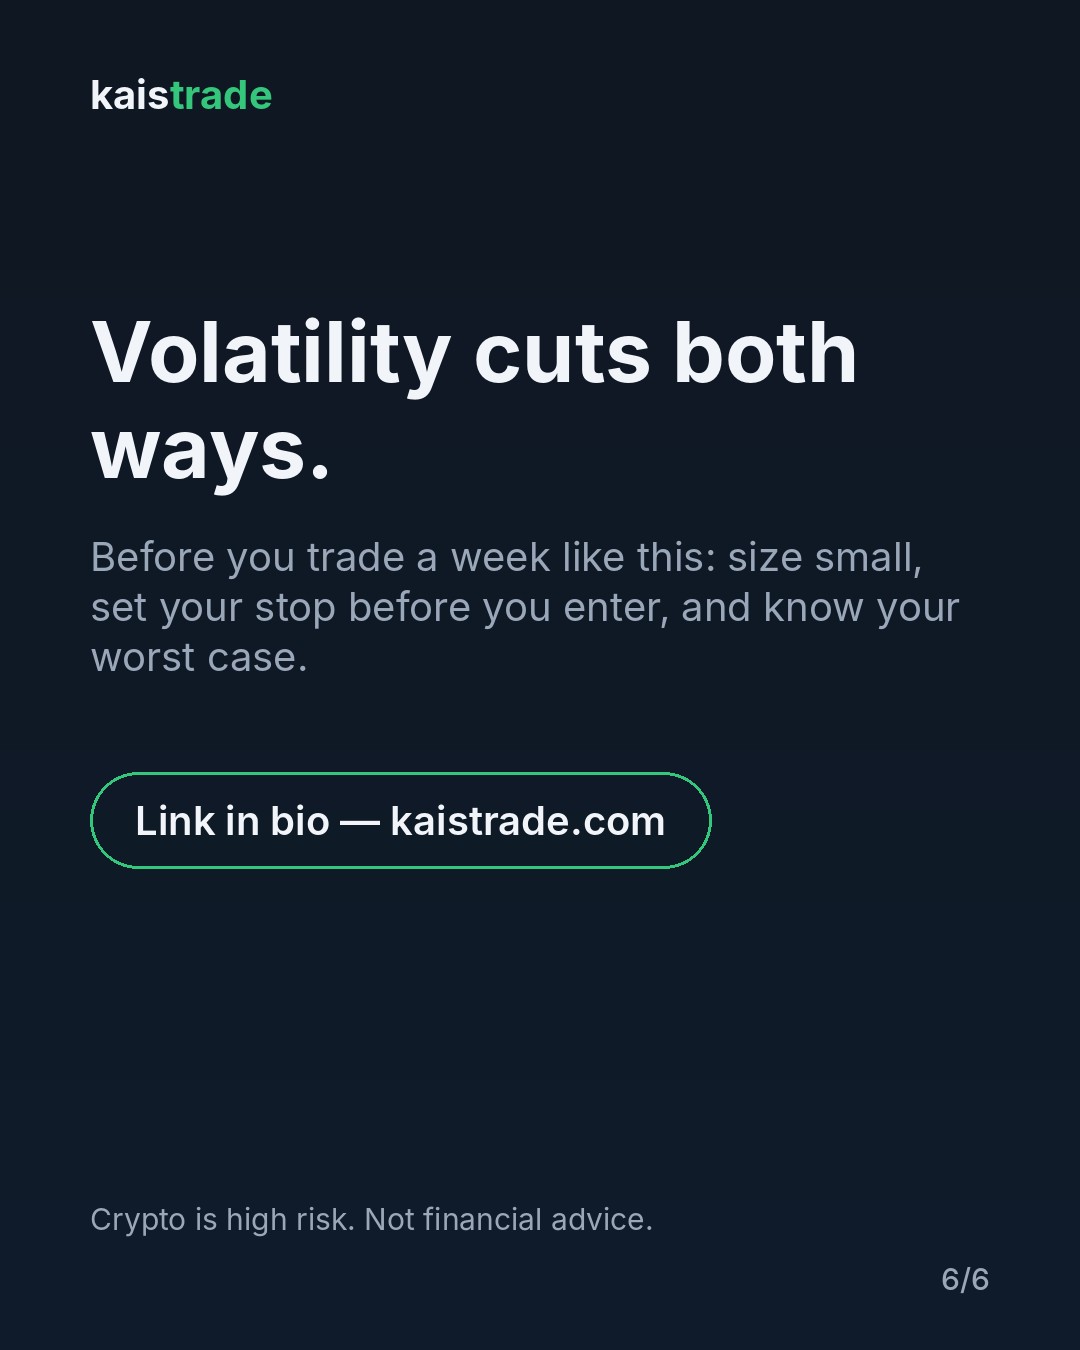 kaistrade
Volatility cuts both
ways.
Before you trade a week like this: size small,
set your stop before you enter, and know your
worst case.
Link in bio — kaistrade.com
Crypto is high risk. Not financial advice.
6/6